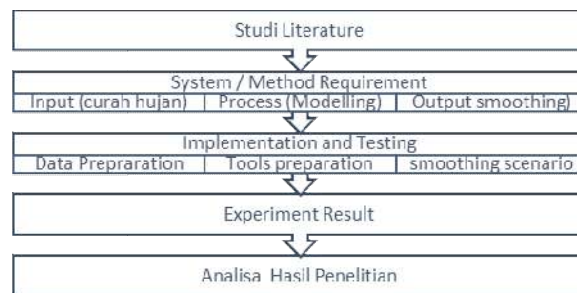 Studi Literature
System / Method Requirement
Input (curah hujan) Process (Modelling) Output smoothing)
Implementation and Testing
Data Prepraration Tools preparation smoothing scenario
Experiment Result
Analisa Hasil Penelitian